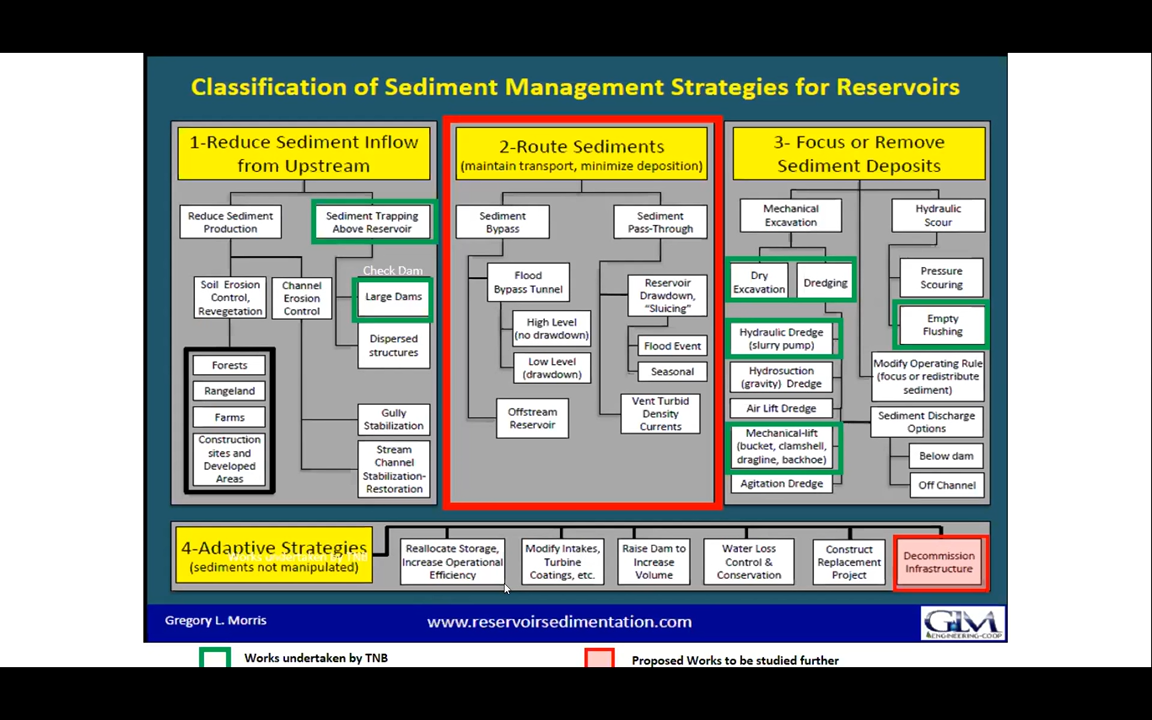 Classification of Sediment Management Strategies for Reservoirs
1-Reduce Sediment Inflow
from Upstream
Reduce Sediment
Production
Sediment Trapping
Above Reservoir
Check Dam
Soil Erosion
Control,
Revegetation
Channel
Erosion
Control
Large Dams
Dispersed
structures
Forests
Rangeland
Farms
Construction
sites and
Developed
Areas
Gully
Stabilization
Stream
Channel
Stabilization-
Restoration
2-Route Sediments
(maintain transport, minimize deposition)
Sediment
Bypass
Sediment
Pass-Through
Flood
Bypass Tunnel
High Level
(no drawdown)
Low Level
(drawdown)
Offstream
Reservoir
Reservoir
Drawdown,
“Sluicing”
Flood Event
Seasonal
Vent Turbid
Density
Currents
3- Focus or Remove
Sediment Deposits
Mechanical
Excavation
Hydraulic
Scour
Dry
Excavation
Dredging
Pressure
Scouring
Empty
Flushing
Hydraulic Dredge
(slurry pump)
Hydrosuction
(gravity) Dredge
Air Lift Dredge
Mechanical-lift
(bucket, clamshell,
dragline, backhoe)
Agitation Dredge
Modify Operating Rule
(focus or redistribute
sediment)
Sediment Discharge
Options
Below dam
Off Channel
4-Adaptive Strategies
Works undertaken by TNB
(sediments not manipulated)
Reallocate Storage,
Increase Operational
Efficiency
Modify Intakes,
Turbine
Coatings, etc.
Raise Dam to
Increase
Volume
Water Loss
Control &
Conservation
Construct
Replacement
Project
Decommission
Infrastructure
Gregory L. Morris
www.reservoirsedimentation.com
GLM
ENGINEERING-COOP
Works undertaken by TNB
Proposed Works to be studied further